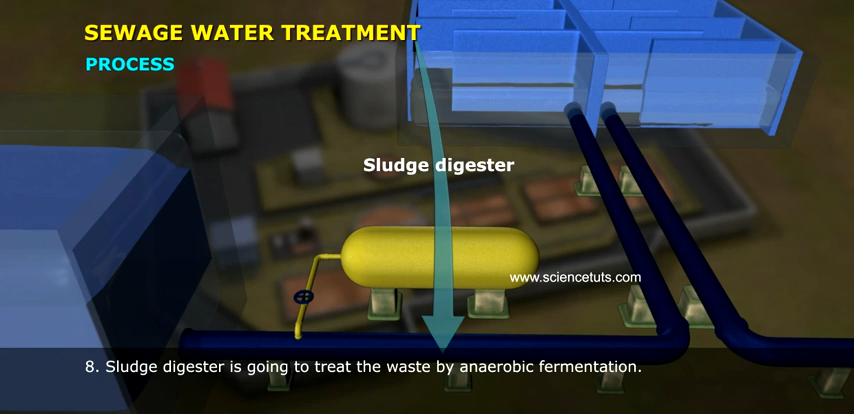 SEWAGE WATER TREATMENT
PROCESS
Sludge digester
www.sciencetuts.com
8. Sludge digester is going to treat the waste by anaerobic fermentation.